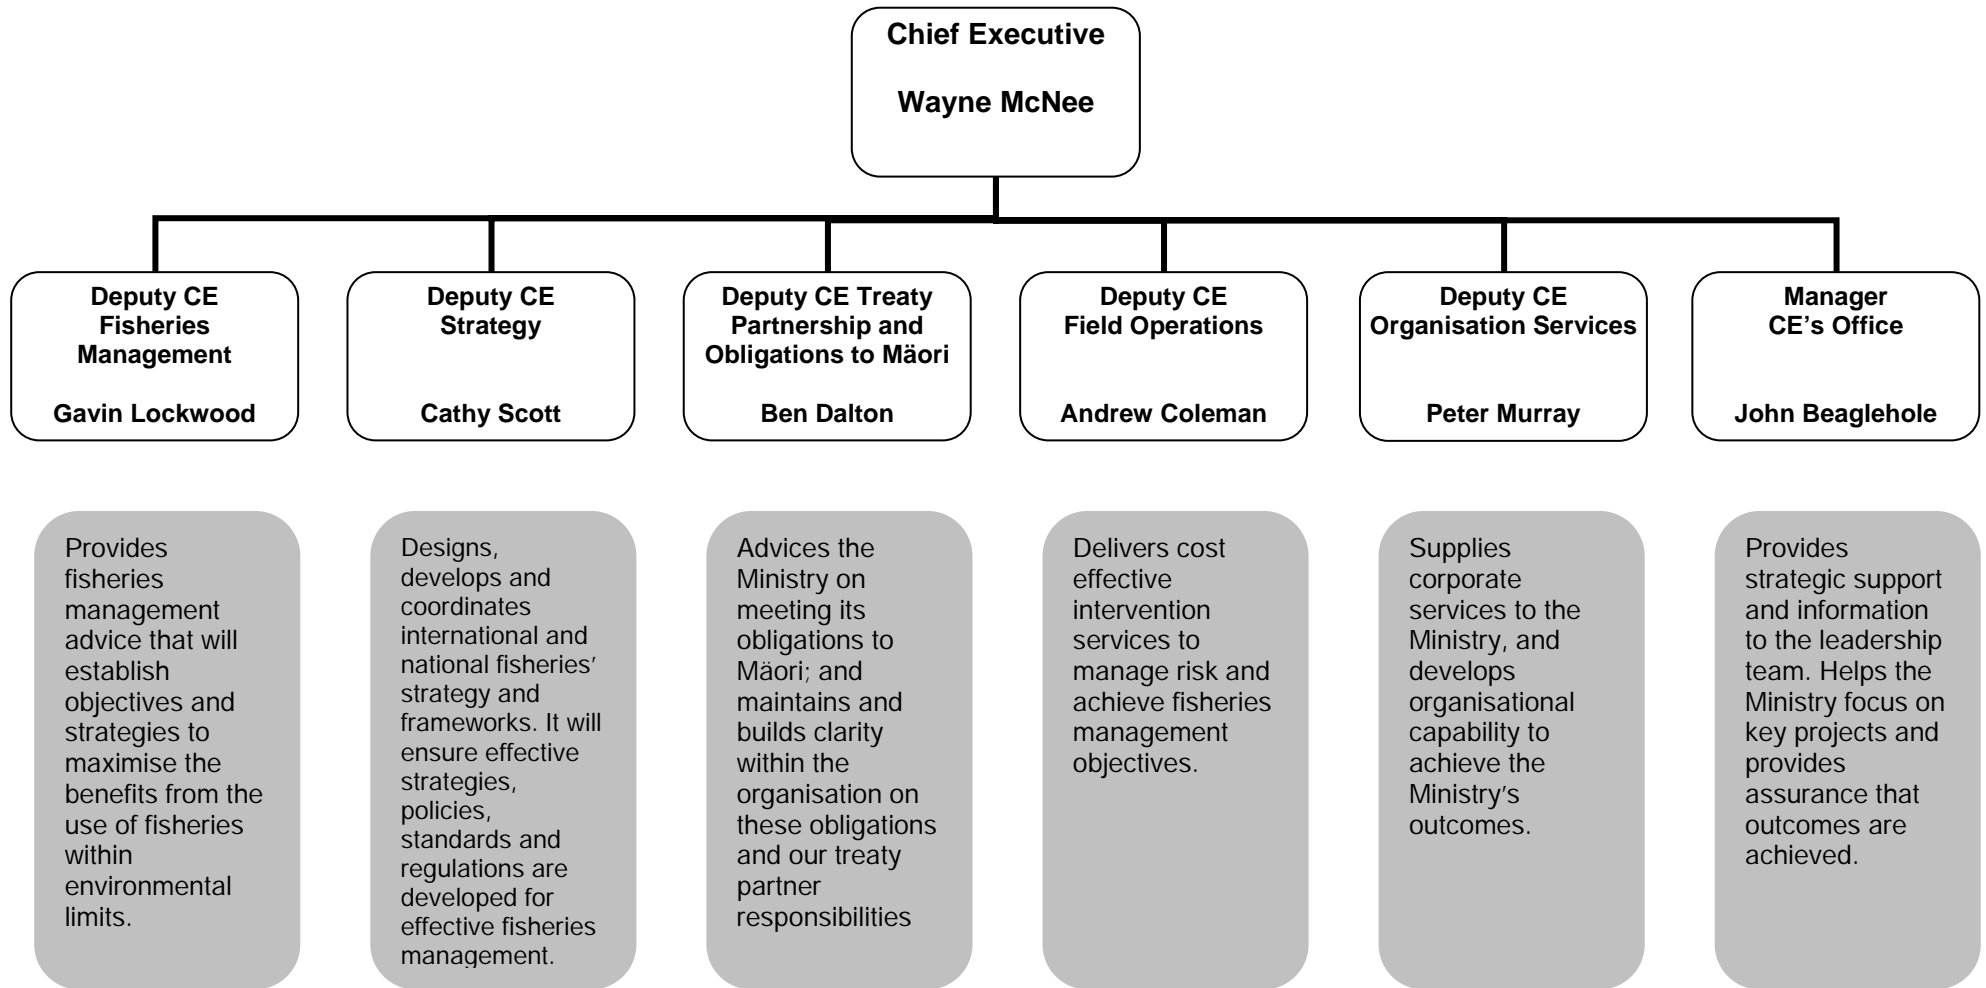 Chief Executive
Wayne McNee
Deputy CE
Fisheries
Management
Gavin Lockwood
Deputy CE
Strategy
Cathy Scott
Deputy CE Treaty
Partnership and
Obligations to Mäori
Ben Dalton
Deputy CE
Field Operations
Andrew Coleman
Deputy CE
Organisation Services
Peter Murray
Manager
CE’s Office
John Beaglehole
Provides
fisheries
management
advice that will
establish
objectives and
strategies to
maximise the
benefits from the
use of fisheries
within
environmental
limits.
Designs,
develops and
coordinates
international and
national fisheries’
strategy and
frameworks. It will
ensure effective
strategies,
policies,
standards and
regulations are
developed for
effective fisheries
management.
Advices the
Ministry on
meeting its
obligations to
Mäori; and
maintains and
builds clarity
within the
organisation on
these obligations
and our treaty
partner
responsibilities
Delivers cost
effective
intervention
services to
manage risk and
achieve fisheries
management
objectives.
Supplies
corporate
services to the
Ministry, and
develops
organisational
capability to
achieve the
Ministry’s
outcomes.
Provides
strategic support
and information
to the leadership
team. Helps the
Ministry focus on
key projects and
provides
assurance that
outcomes are
achieved.